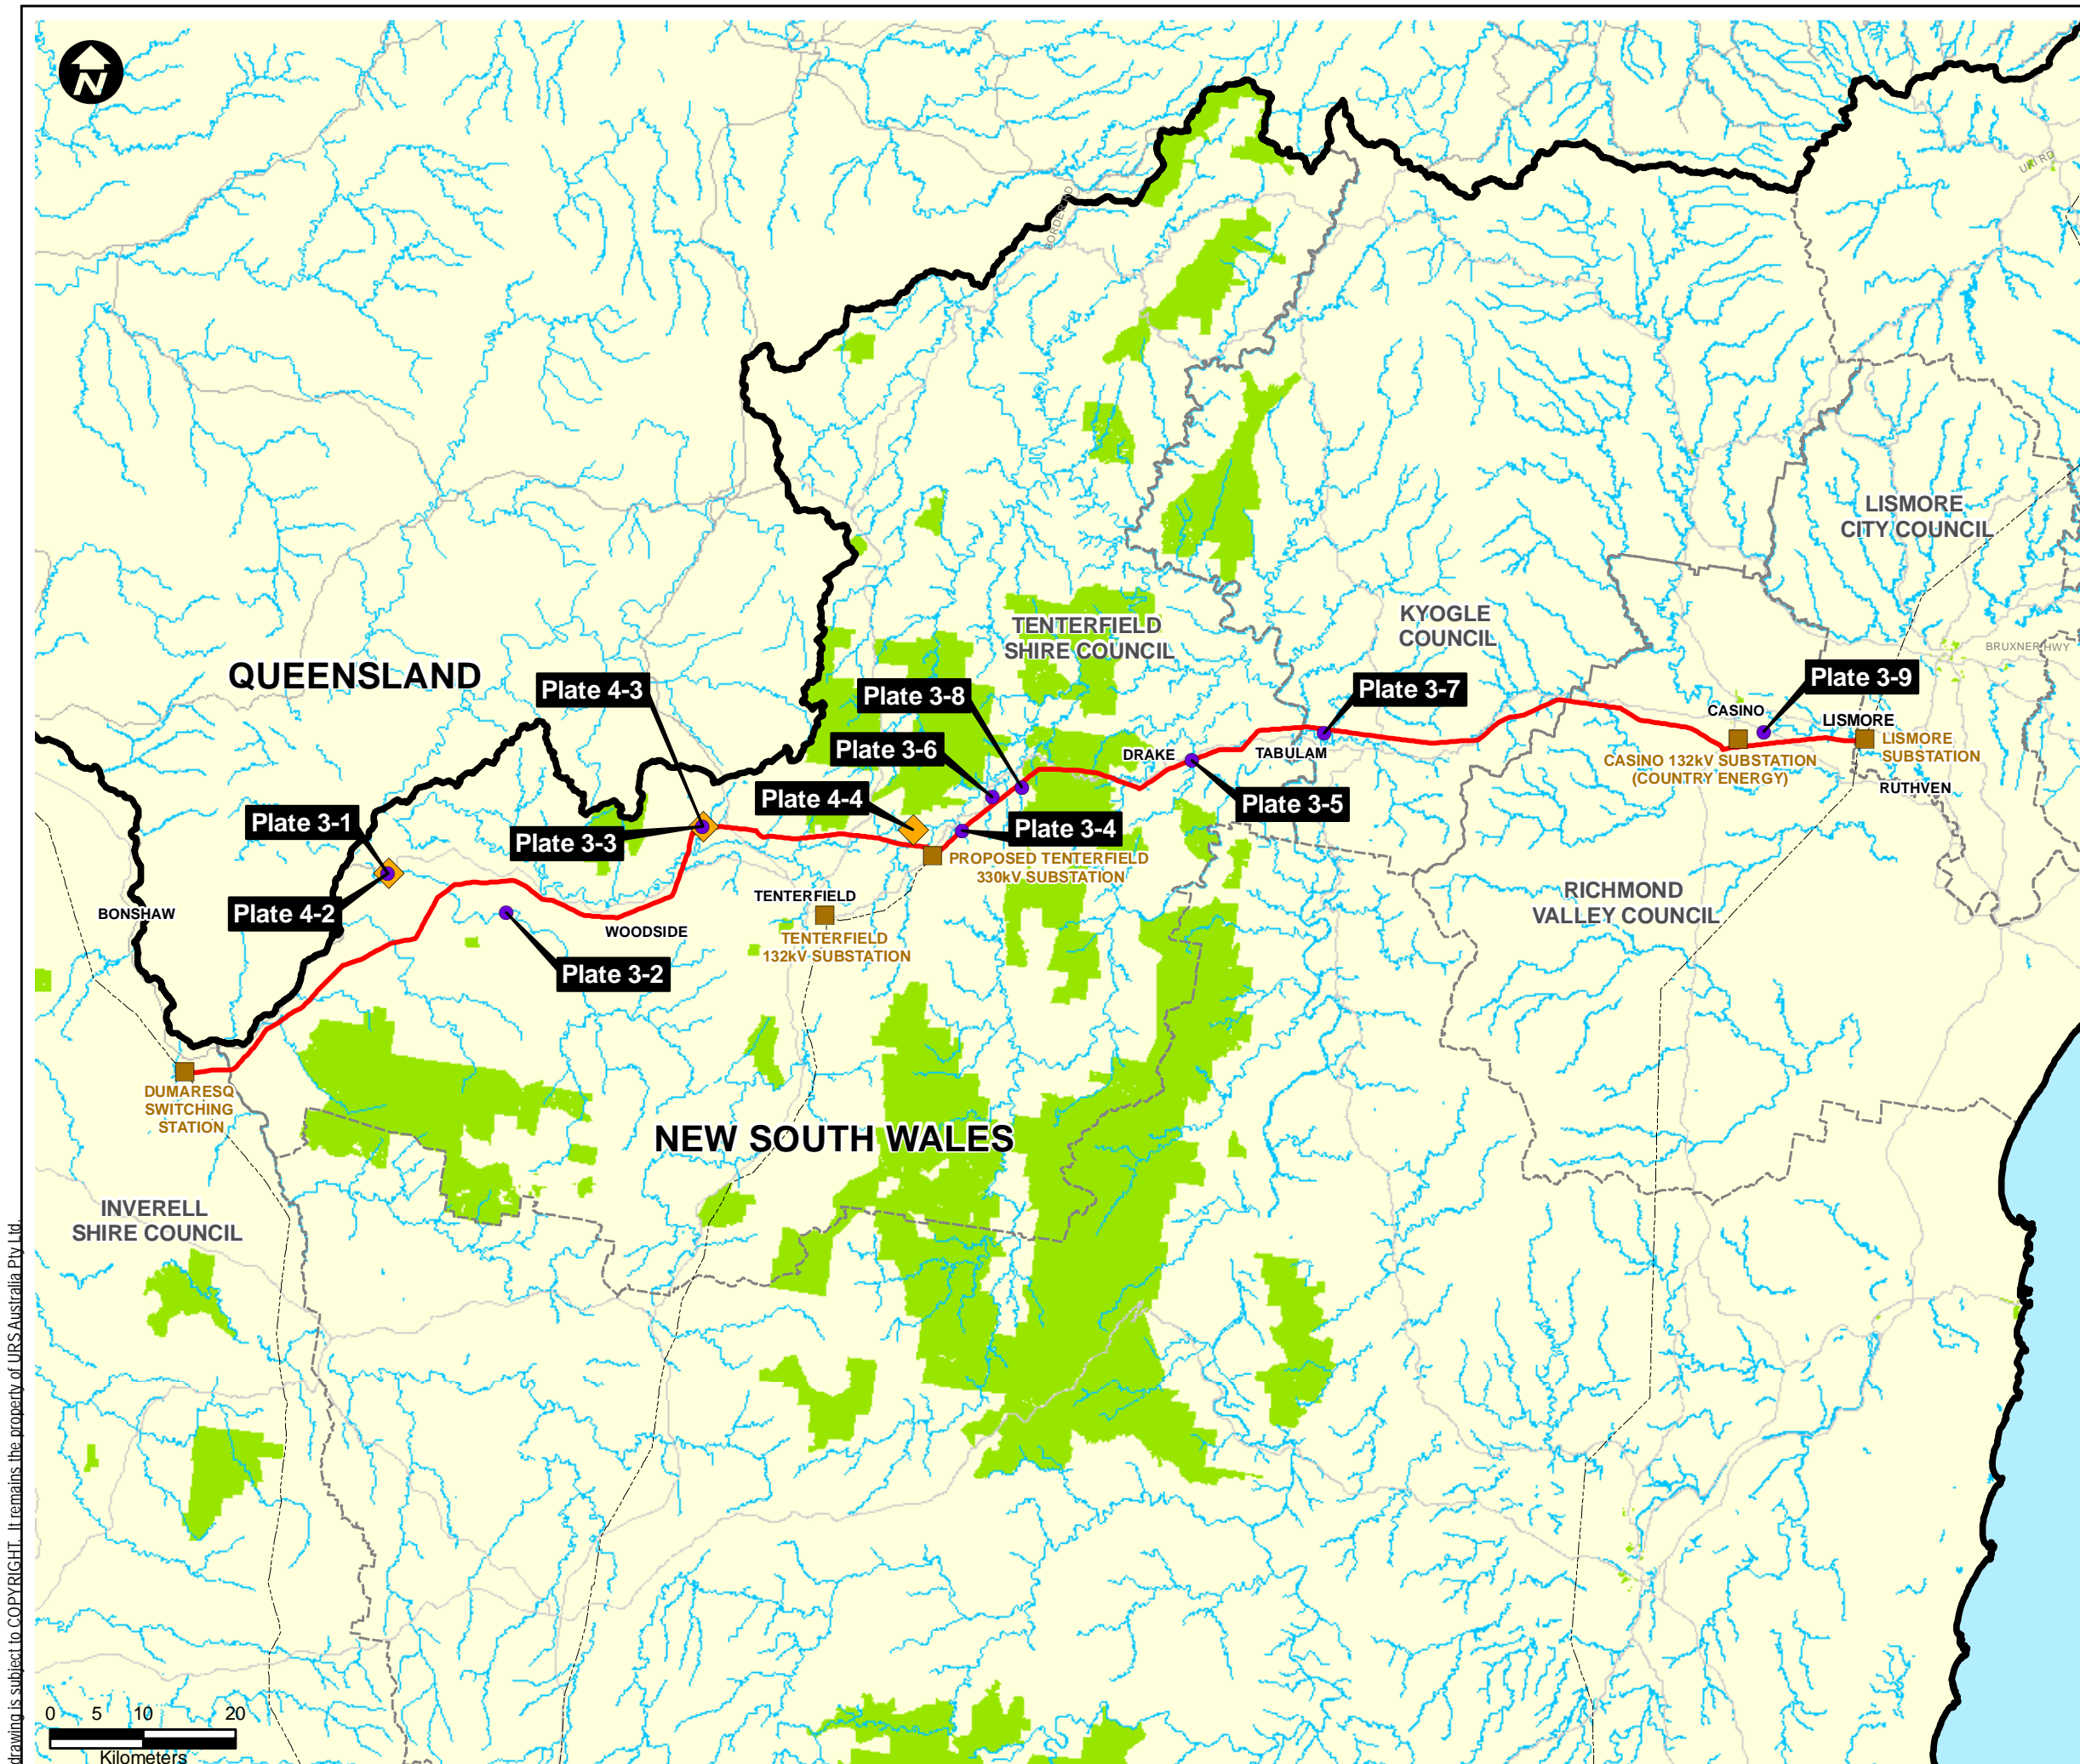 N
UKI RD
BORDER RD
LISMORE
CITY COUNCIL
KYOGLE
COUNCIL
TENTERFIELD
SHIRE COUNCIL
BRUXNER HWY
QUEENSLAND
Plate 4-3
Plate 3-8
Plate 3-7
Plate 3-9
Plate 3-6
CASINO
LISMORE
DRAKE
TABULAM
LISMORE
SUBSTATION
CASINO 132kV SUBSTATION
(COUNTRY ENERGY)
RUTHVEN
Plate 4-4
Plate 3-5
Plate 3-1
Plate 3-3
Plate 3-4
PROPOSED TENTERFIELD
330kV SUBSTATION
BONSHAW
Plate 4-2
TENTERFIELD
RICHMOND
VALLEY COUNCIL
WOODSIDE
TENTERFIELD
132kV SUBSTATION
Plate 3-2
DUMARESQ
SWITCHING
STATION
NEW SOUTH WALES
INVERELL
SHIRE COUNCIL
drawing is subject to COPYRIGHT. It remains the property of URS Australia Pty Ltd.
0 5 10 20
Kilometers